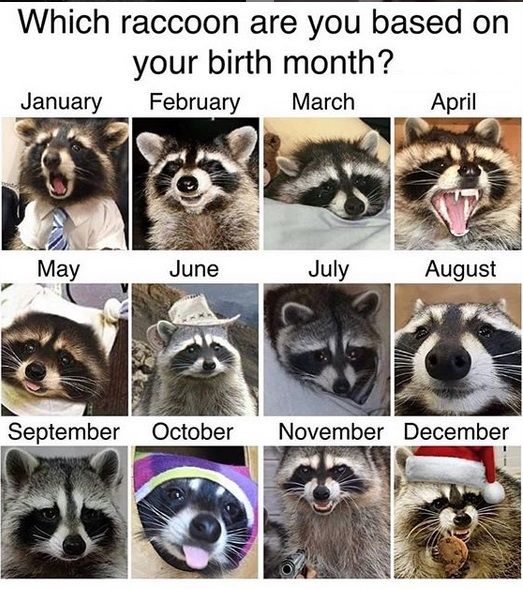 Which raccoon are you based on
your birth month?
January February March April
May June July August
September October November December